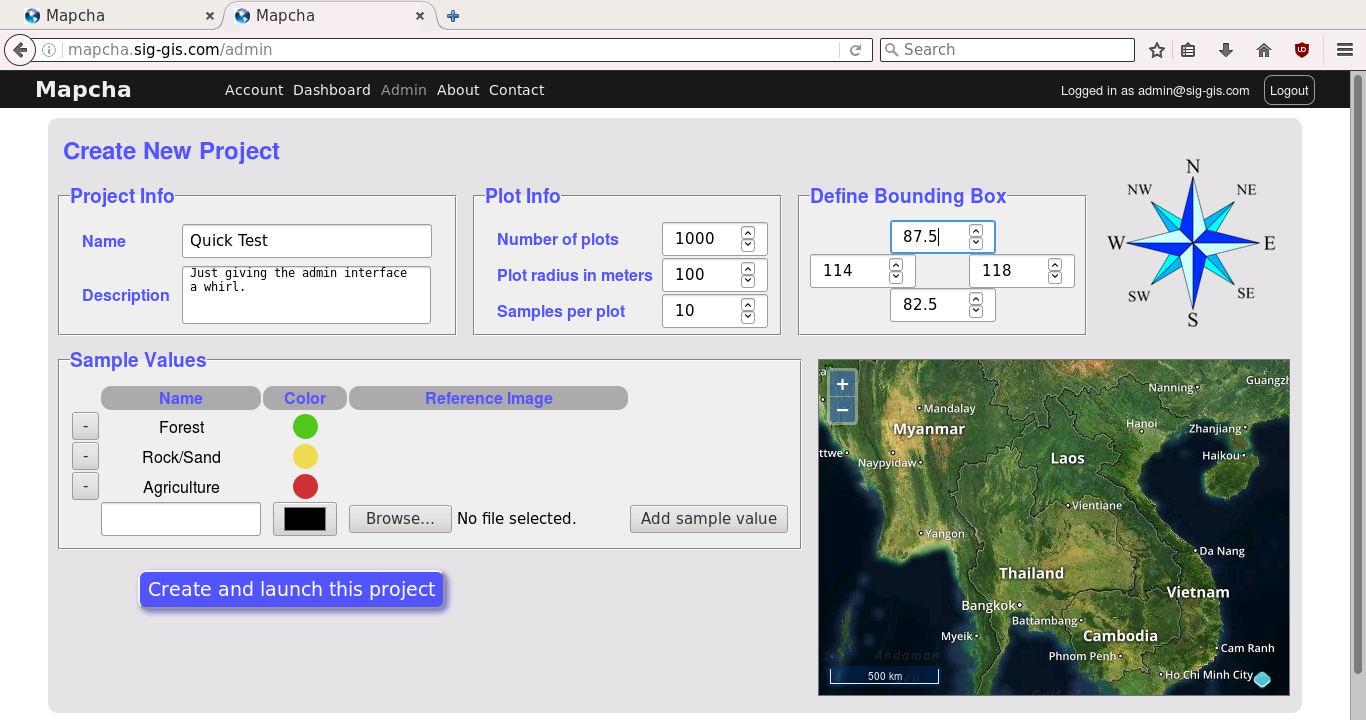 Mapcha
Mapcha
mapcha.sig-gis.com/admin
Search
Mapcha
Account Dashboard Admin About Contact
Logged in as admin@sig-gis.com Logout
Create New Project
Project Info
Name Quick Test
Description Just giving the admin interface
a whirl.
Plot Info
Number of plots 1000
Plot radius in meters 100
Samples per plot 10
Define Bounding Box
87.5
114 118
82.5
N
NW NE
W E
SW SE
S
Sample Values
Name Color Reference Image
- Forest
- Rock/Sand
- Agriculture
Browse... No file selected. Add sample value
Create and launch this project
+
−
Nanning
Mandalay
Myanmar
Hanoi
Zhanjiang
ttwe
Naypyidaw
Laos
Haikou
Vientiane
Yangon
Da Nang
Thailand
Vietnam
Bangkok
Battambang
Myeik
Cambodia
Cam Ranh
Andaman
Phnom Penh
Ho Chi Minh City
500 km